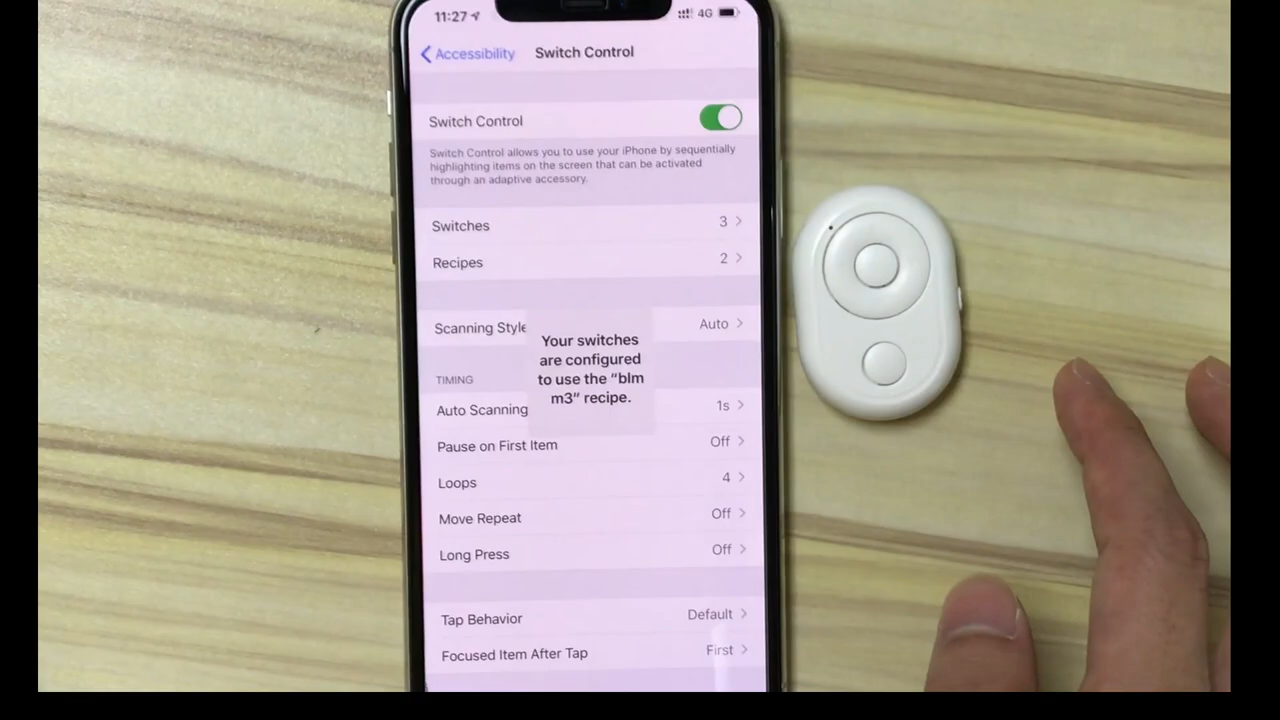 11:27
4G
Accessibility
Switch Control
Switch Control
Switch Control allows you to use your iPhone by sequentially
highlighting items on the screen that can be activated
through an adaptive accessory.
Switches 3
Recipes 2
Scanning Style Auto
Your switches
are configured
to use the "blm
m3" recipe.
TIMING
Auto Scanning 1s
Pause on First Item Off
Loops 4
Move Repeat Off
Long Press Off
Tap Behavior Default
Focused Item After Tap First